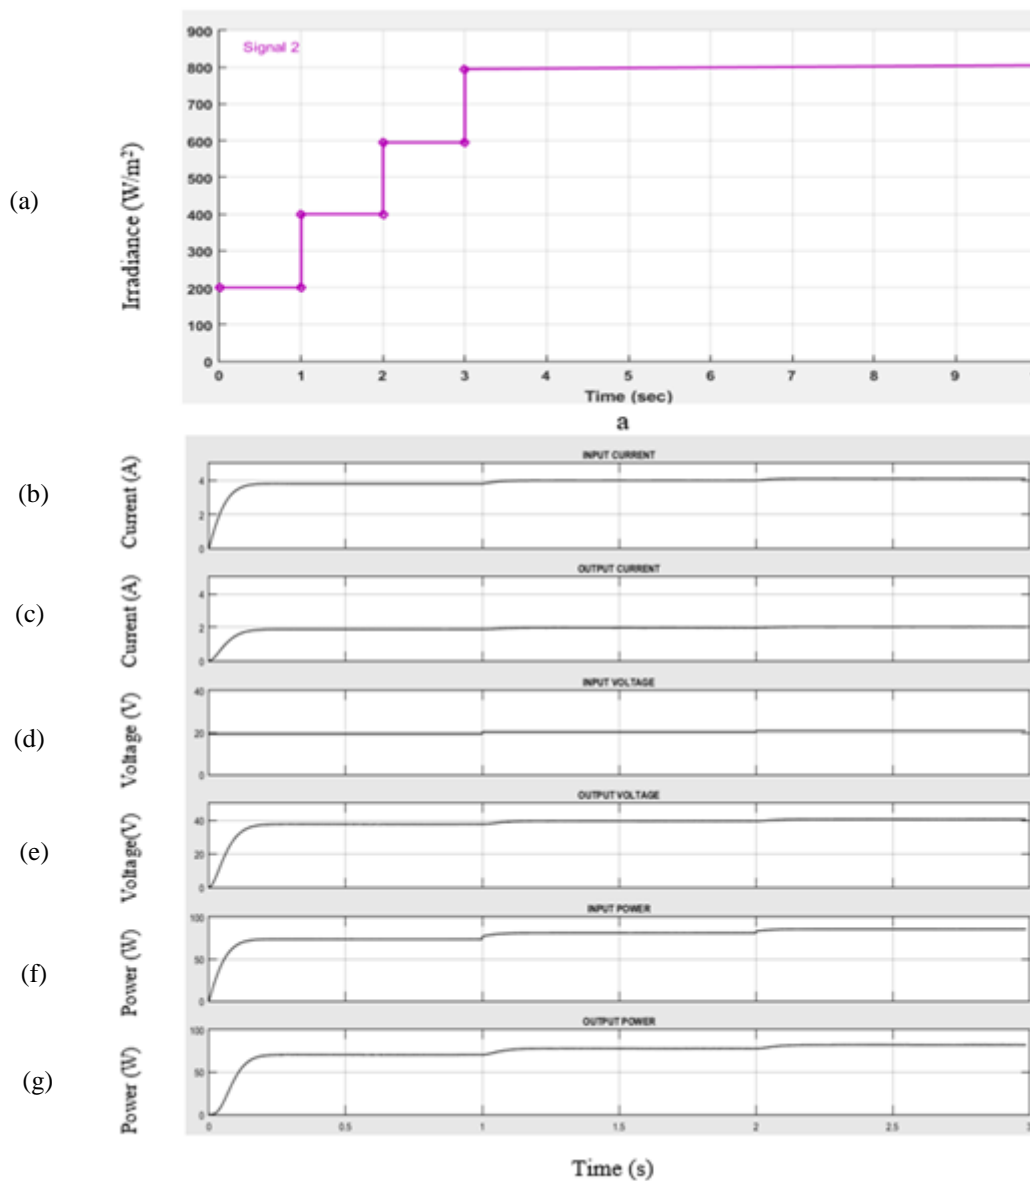 Signal 2
900
800
700
600
500
400
300
200
100
0
(a)
Irradiance (W/m²)
0 1 2 3 4 5 6 7 8 9
Time (sec)
a
INPUT CURRENT
(b)
Current (A)
4
2
0
OUTPUT CURRENT
(c)
Current (A)
4
2
0
INPUT VOLTAGE
(d)
Voltage (V)
40
20
0
OUTPUT VOLTAGE
(e)
Voltage(V)
40
20
0
INPUT POWER
(f)
Power (W)
100
50
0
OUTPUT POWER
(g)
Power (W)
100
50
0
0 0.5 1 1.5 2 2.5 3
Time (s)